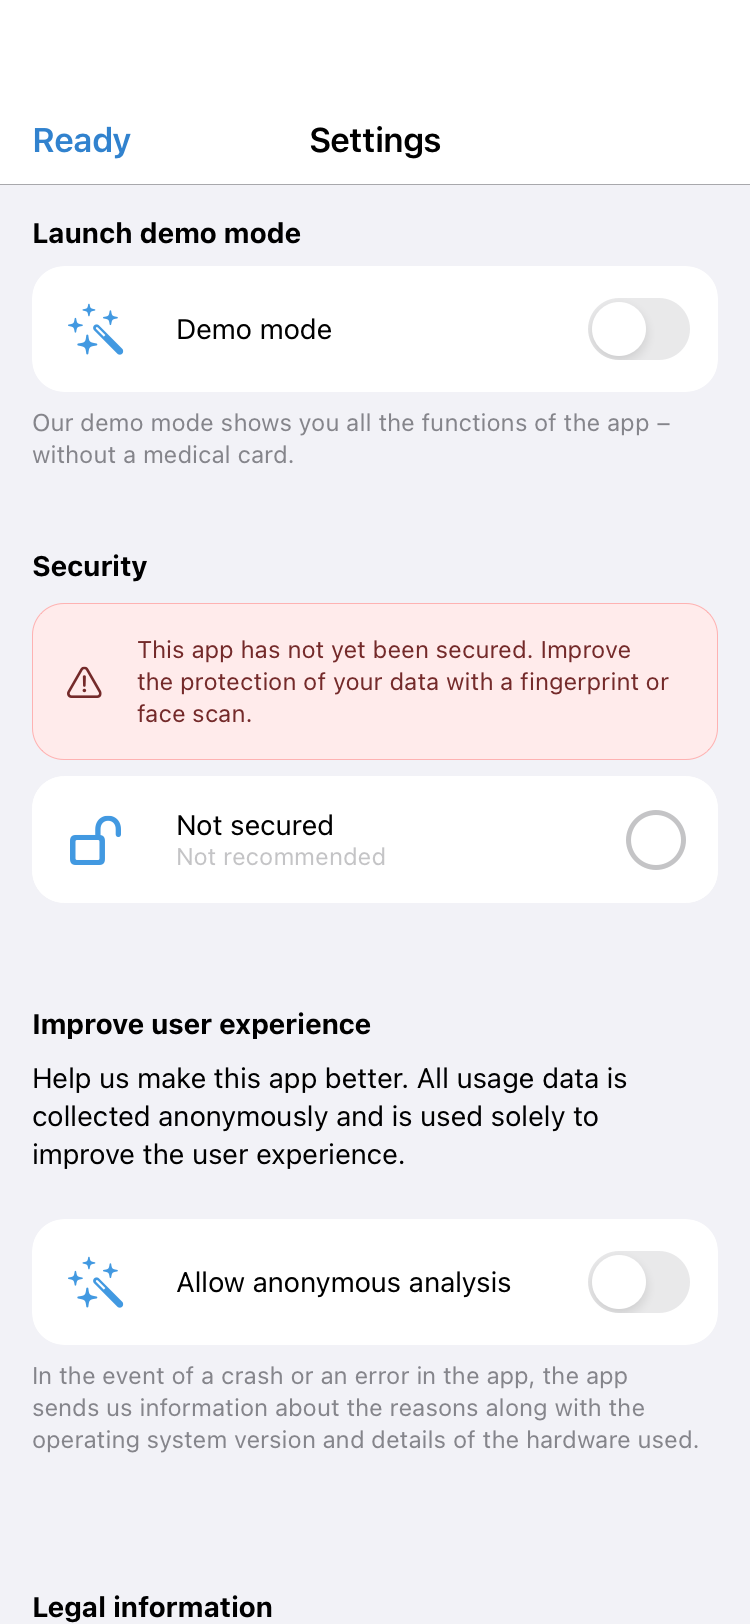 Ready
Settings
Launch demo mode
Demo mode
Our demo mode shows you all the functions of the app –
without a medical card.
Security
This app has not yet been secured. Improve
the protection of your data with a fingerprint or
face scan.
Not secured
Not recommended
Improve user experience
Help us make this app better. All usage data is
collected anonymously and is used solely to
improve the user experience.
Allow anonymous analysis
In the event of a crash or an error in the app, the app
sends us information about the reasons along with the
operating system version and details of the hardware used.
Legal information